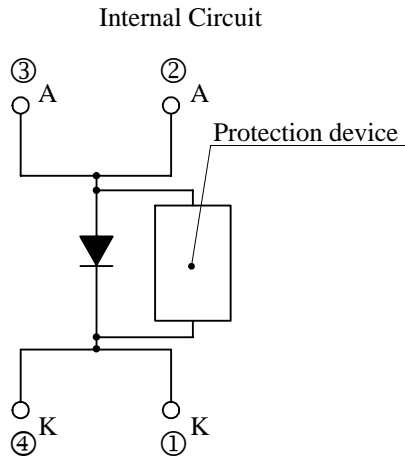 Internal Circuit
③ ②
A A
Protection device
K K
④ ①